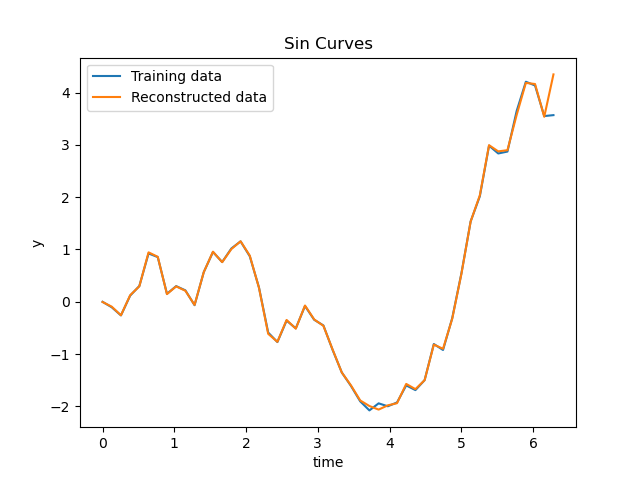 Sin Curves
Training data
Reconstructed data
4
3
2
1
0
−1
−2
y
0 1 2 3 4 5 6
time